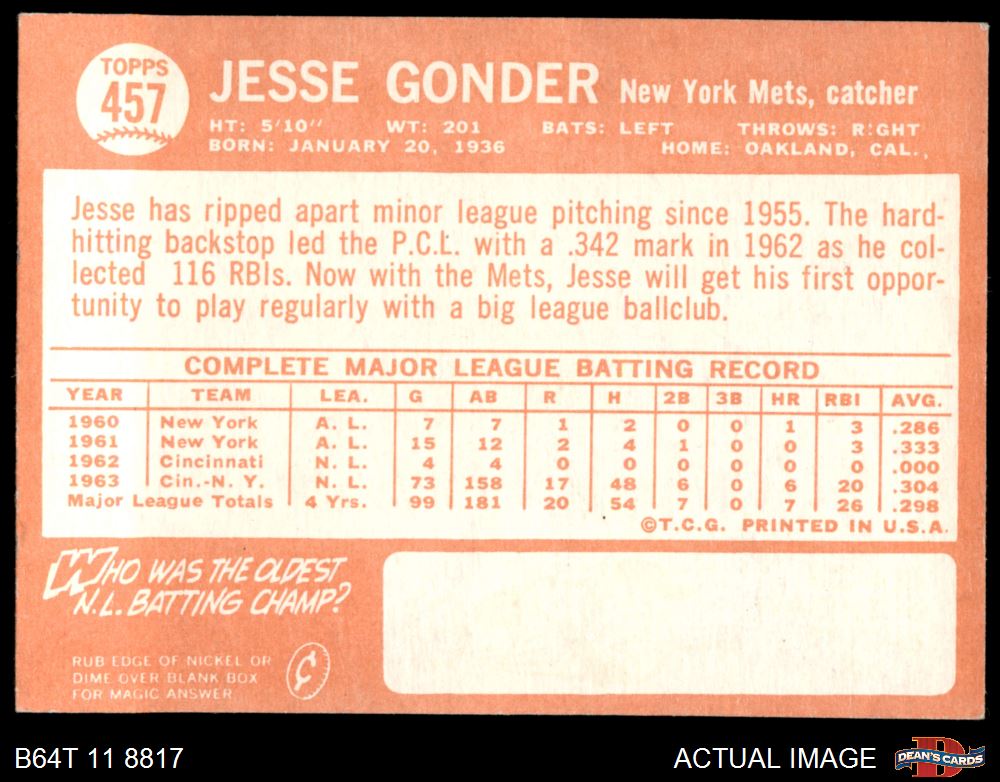 TOPPS
457
JESSE GONDER New York Mets, catcher
HT: 5'10" WT: 201 BATS: LEFT THROWS: RIGHT
BORN: JANUARY 20, 1936 HOME: OAKLAND, CAL.,
Jesse has ripped apart minor league pitching since 1955. The hard-
hitting backstop led the P.C.L. with a .342 mark in 1962 as he col-
lected 116 RBIs. Now with the Mets, Jesse will get his first oppor-
tunity to play regularly with a big league ballclub.
COMPLETE MAJOR LEAGUE BATTING RECORD
YEAR TEAM LEA. G AB R H 2B 3B HR RBI AVG.
1960 New York A. L. 7 7 1 2 0 0 1 3 .286
1961 New York A. L. 15 12 2 4 1 0 0 3 .333
1962 Cincinnati N. L. 4 4 0 0 0 0 0 0 .000
1963 Cin.-N. Y. N. L. 73 158 17 48 6 0 6 20 .304
Major League Totals 4 Yrs. 99 181 20 54 7 0 7 26 .298
©T.C.G. PRINTED IN U.S.A.
WHO WAS THE OLDEST
N.L. BATTING CHAMP?
RUB EDGE OF NICKEL OR
DIME OVER BLANK BOX
FOR MAGIC ANSWER
¢
B64T 11 8817 ACTUAL IMAGE
D
DEAN'S CARDS